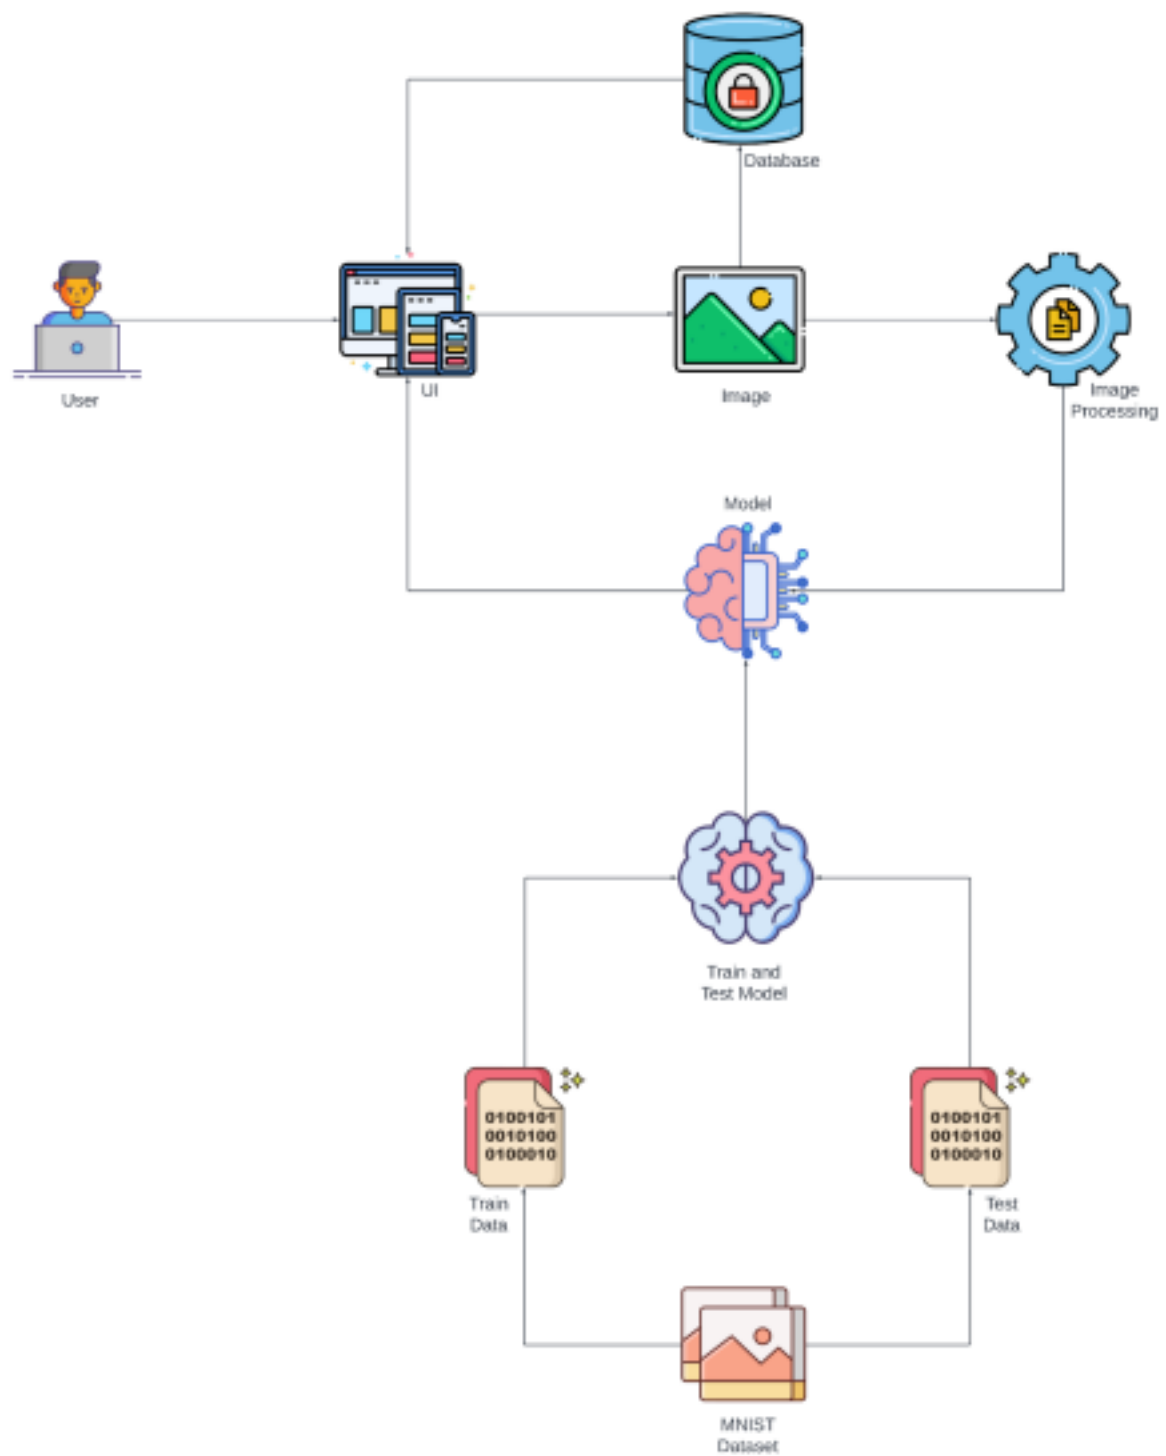 Database
User
UI
Image
Image
Processing
Model
Train and
Test Model
0100101
0010100
0100010
0100101
0010100
0100010
Train
Data
Test
Data
MNIST
Dataset